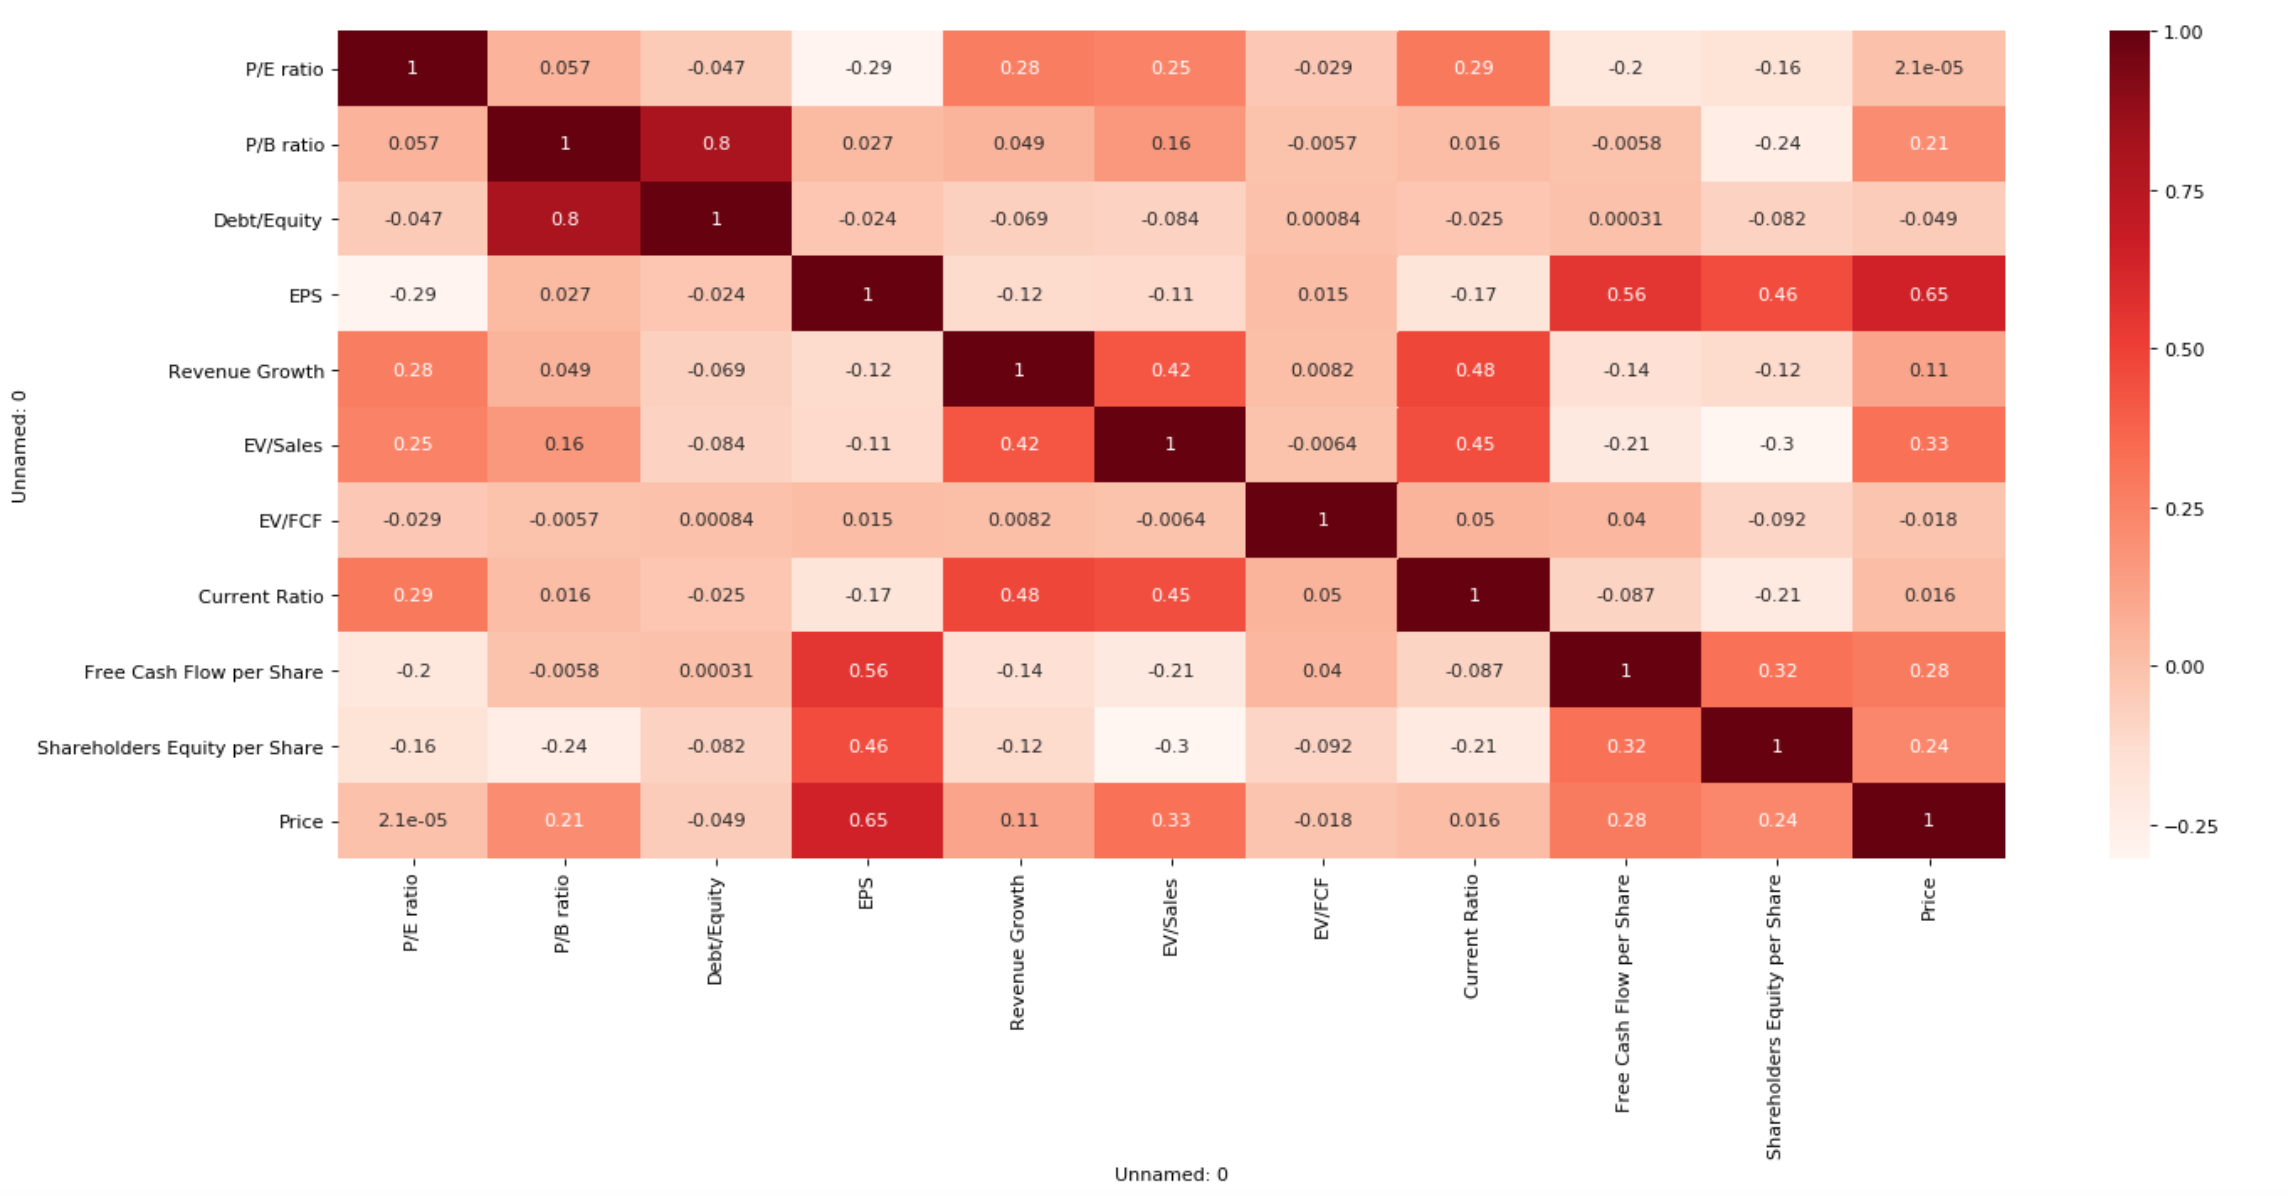 P/E ratio 1 0.057 -0.047 -0.29 0.28 0.25 -0.029 0.29 -0.2 -0.16 2.1e-05
P/B ratio 0.057 1 0.8 0.027 0.049 0.16 -0.0057 0.016 -0.0058 -0.24 0.21
Debt/Equity -0.047 0.8 1 -0.024 -0.069 -0.084 0.00084 -0.025 0.00031 -0.082 -0.049
EPS -0.29 0.027 -0.024 1 -0.12 -0.11 0.015 -0.17 0.56 0.46 0.65
Revenue Growth 0.28 0.049 -0.069 -0.12 1 0.42 0.0082 0.48 -0.14 -0.12 0.11
EV/Sales 0.25 0.16 -0.084 -0.11 0.42 1 -0.0064 0.45 -0.21 -0.3 0.33
EV/FCF -0.029 -0.0057 0.00084 0.015 0.0082 -0.0064 1 0.05 0.04 -0.092 -0.018
Current Ratio 0.29 0.016 -0.025 -0.17 0.48 0.45 0.05 1 -0.087 -0.21 0.016
Free Cash Flow per Share -0.2 -0.0058 0.00031 0.56 -0.14 -0.21 0.04 -0.087 1 0.32 0.28
Shareholders Equity per Share -0.16 -0.24 -0.082 0.46 -0.12 -0.3 -0.092 -0.21 0.32 1 0.24
Price 2.1e-05 0.21 -0.049 0.65 0.11 0.33 -0.018 0.016 0.28 0.24 1
Unnamed: 0
P/E ratio
P/B ratio
Debt/Equity
EPS
Revenue Growth
EV/Sales
EV/FCF
Current Ratio
Free Cash Flow per Share
Shareholders Equity per Share
Price
Unnamed: 0
1.00
0.75
0.50
0.25
0.00
−0.25